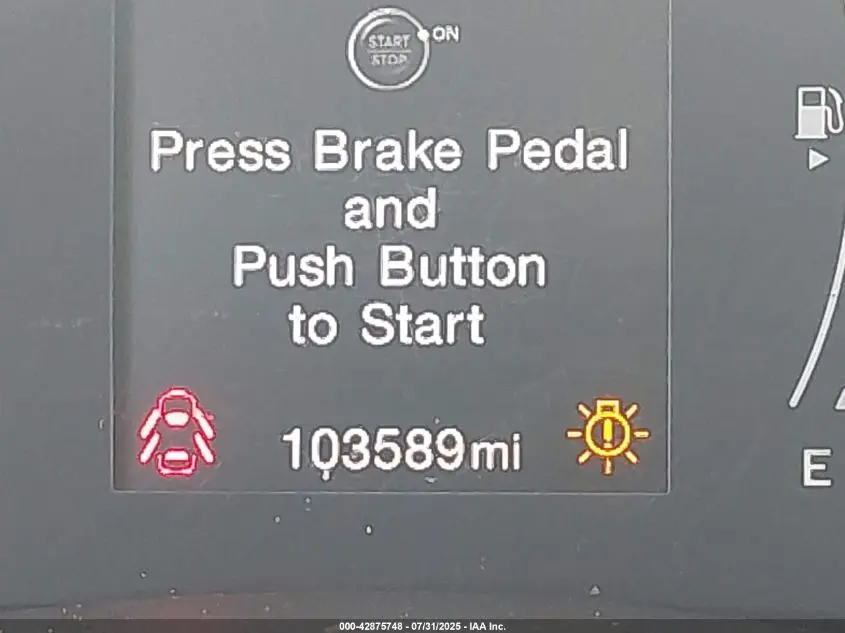 START
STOP
ON
Press Brake Pedal
and
Push Button
to Start
103589mi
E
000-42875748 - 07/31/2025 - IAA Inc.